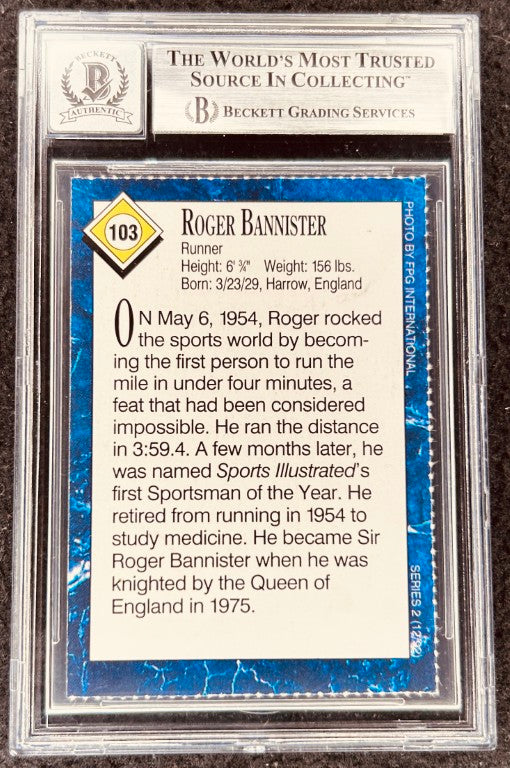 BECKETT
B
AUTHENTIC
THE WORLD'S MOST TRUSTED
SOURCE IN COLLECTING™
B BECKETT GRADING SERVICES
103
ROGER BANNISTER
Runner
Height: 6' ¾" Weight: 156 lbs.
Born: 3/23/29, Harrow, England
ON May 6, 1954, Roger rocked
the sports world by becom-
ing the first person to run the
mile in under four minutes, a
feat that had been considered
impossible. He ran the distance
in 3:59.4. A few months later, he
was named Sports Illustrated's
first Sportsman of the Year. He
retired from running in 1954 to
study medicine. He became Sir
Roger Bannister when he was
knighted by the Queen of
England in 1975.
PHOTO BY FPG INTERNATIONAL
SERIES 2 (12/92)